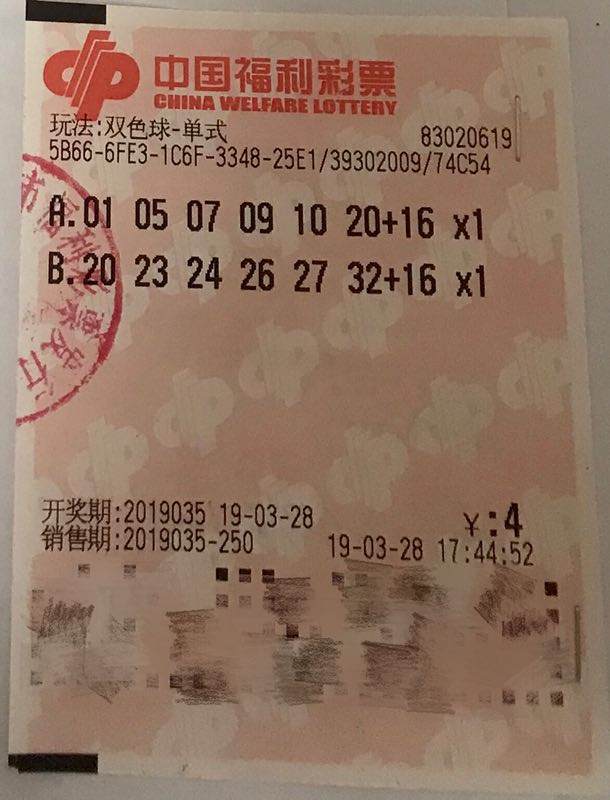 中国福利彩票
CHINA WELFARE LOTTERY
玩法:双色球-单式 83020619
5B66-6FE3-1C6F-3348-25E1/39302009/74C54
A.01 05 07 09 10 20+16 x1
B.20 23 24 26 27 32+16 x1
开奖期:2019035 19-03-28 ¥:4
销售期:2019035-250 19-03-28 17:44:52